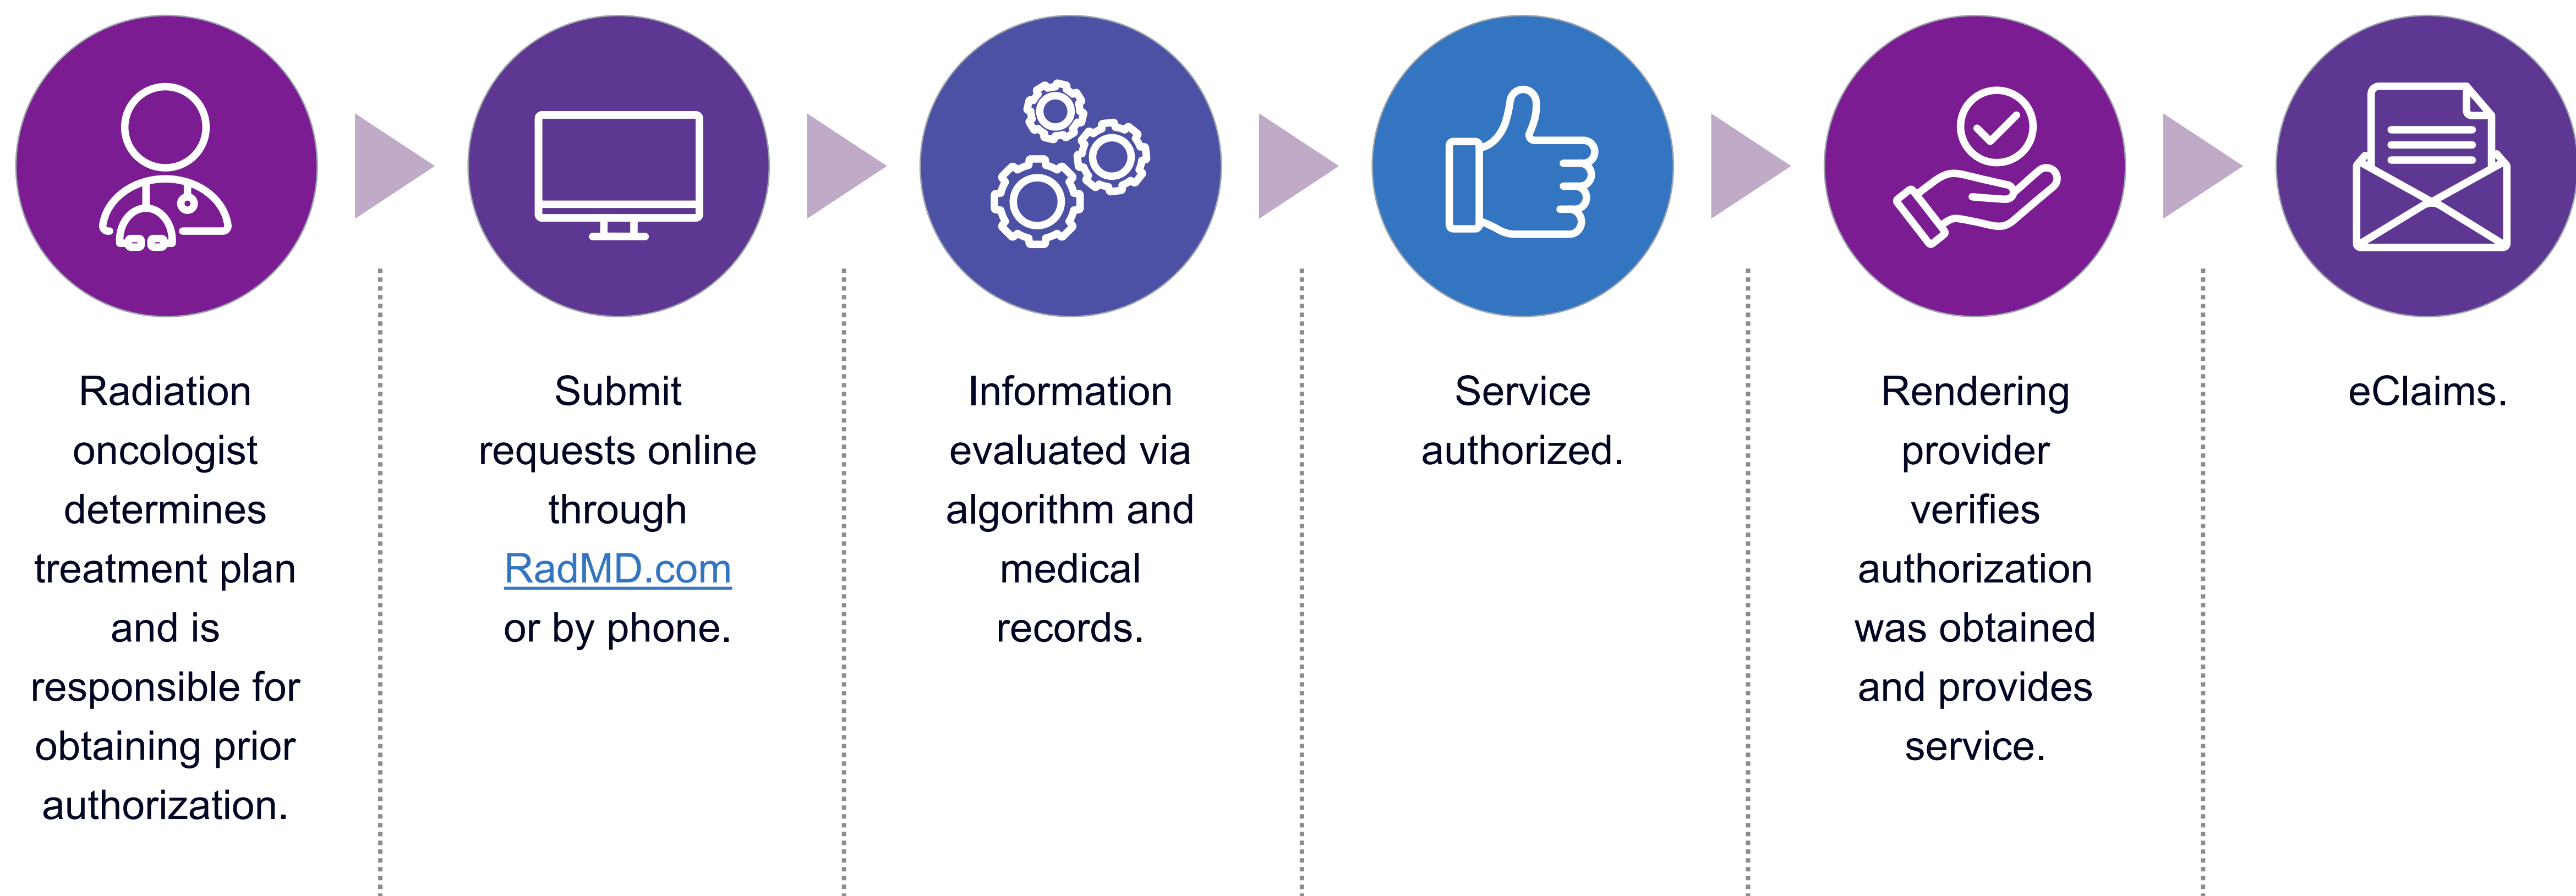 Radiation
oncologist
determines
treatment plan
and is
responsible for
obtaining prior
authorization.
Submit
requests online
through
RadMD.com
or by phone.
Information
evaluated via
algorithm and
medical
records.
Service
authorized.
Rendering
provider
verifies
authorization
was obtained
and provides
service.
eClaims.